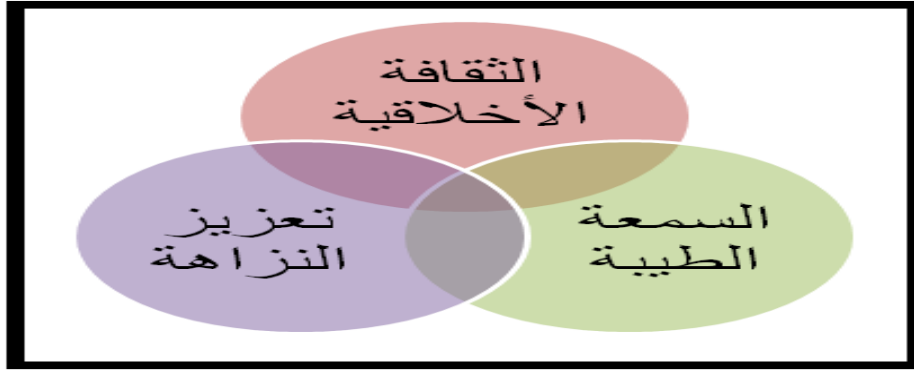 الثقافة
الأخلاقية
السمعة
الطيبة
تعزيز
النزاهة